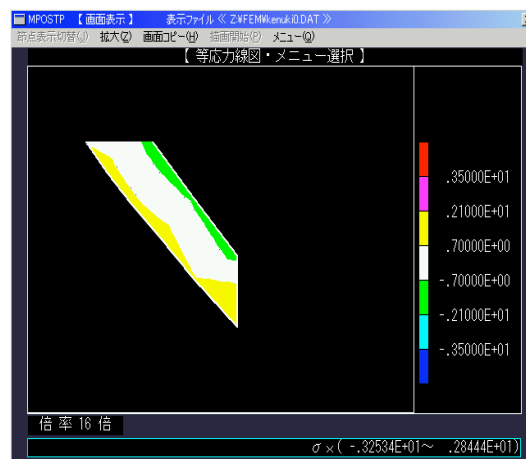 MPOSTP 【 画面表示 】 表示ファイル ≪ Z¥FEM¥kenuki0.DAT ≫
節点表示切替(J) 拡大(Z) 画面コピー(H) 描画開始(P) メニュー(Q)
【 等応力線図・メニュー選択 】
.35000E+01
.21000E+01
.70000E+00
-.70000E+00
-.21000E+01
-.35000E+01
倍 率 16 倍
σ x( -.32534E+01～ .28444E+01)